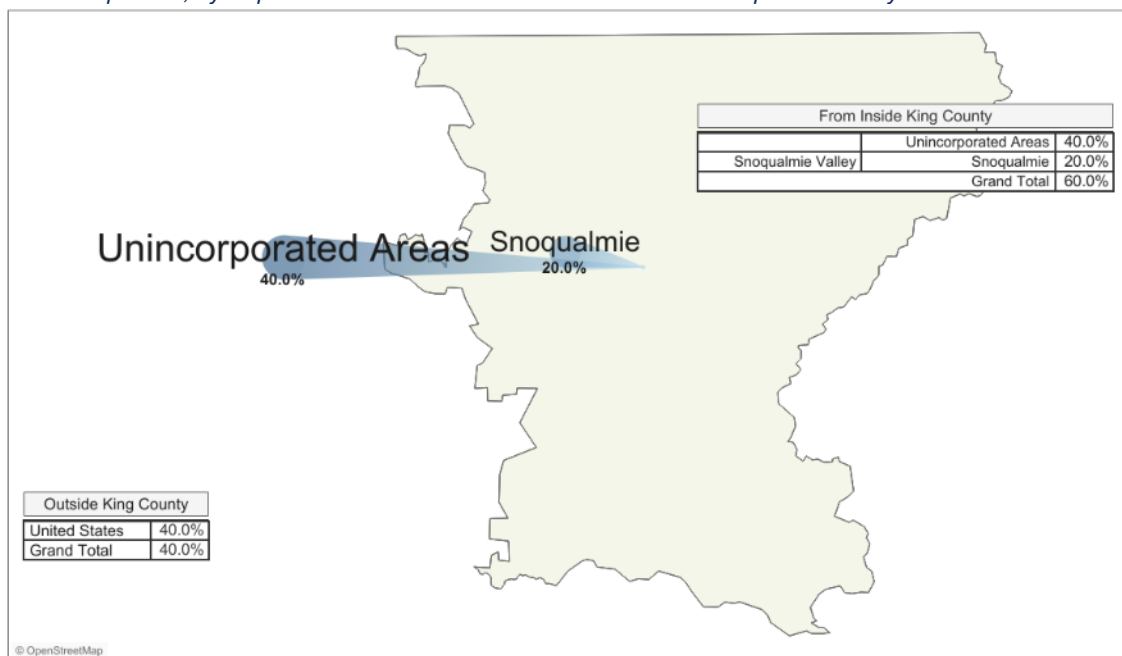 From Inside King County
Unincorporated Areas 40.0%
Snoqualmie Valley Snoqualmie 20.0%
Grand Total 60.0%
Unincorporated Areas
40.0%
Snoqualmie
20.0%
Outside King County
United States 40.0%
Grand Total 40.0%
© OpenStreetMap